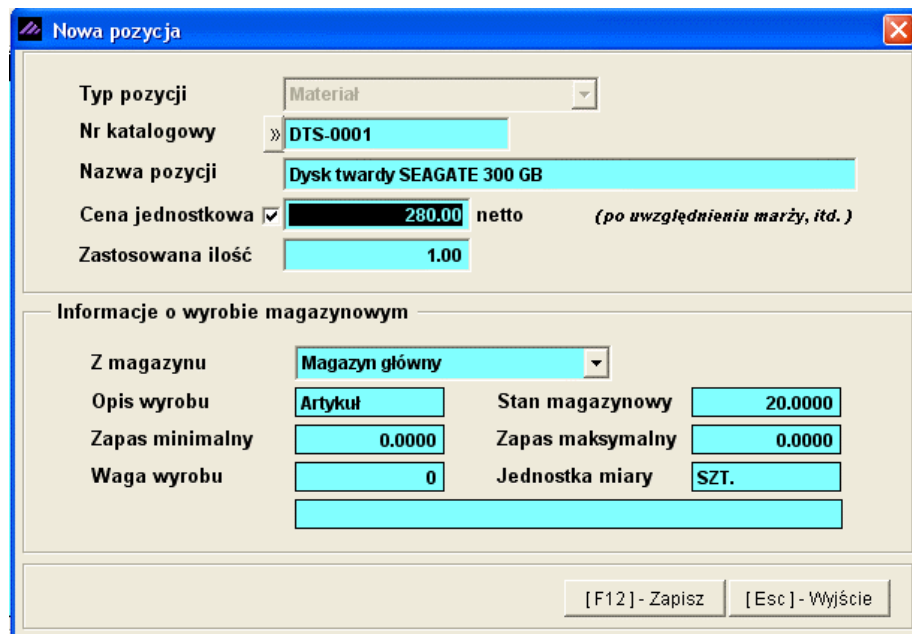 Nowa pozycja
Typ pozycji Materiał
Nr katalogowy » DTS-0001
Nazwa pozycji Dysk twardy SEAGATE 300 GB
Cena jednostkowa 280.00 netto (po uwzględnieniu marży, itd. )
Zastosowana ilość 1.00
Informacje o wyrobie magazynowym
Z magazynu Magazyn główny
Opis wyrobu Artykuł Stan magazynowy 20.0000
Zapas minimalny 0.0000 Zapas maksymalny 0.0000
Waga wyrobu 0 Jednostka miary SZT.
[ F12 ] - Zapisz [ Esc ] - Wyjście